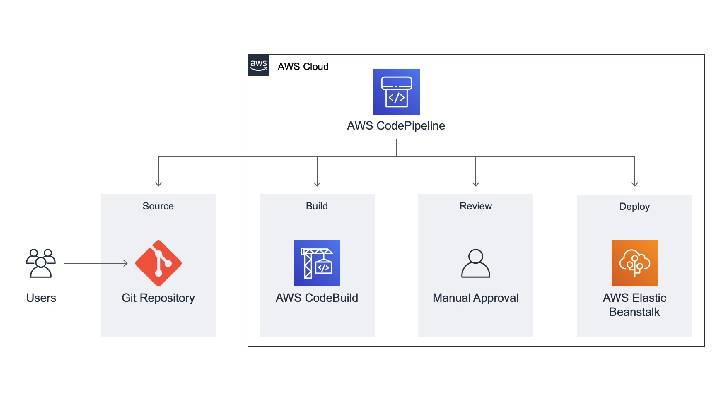 aws
AWS Cloud
AWS CodePipeline
Source
Build
Review
Deploy
Users
Git Repository
AWS CodeBuild
Manual Approval
AWS Elastic
Beanstalk